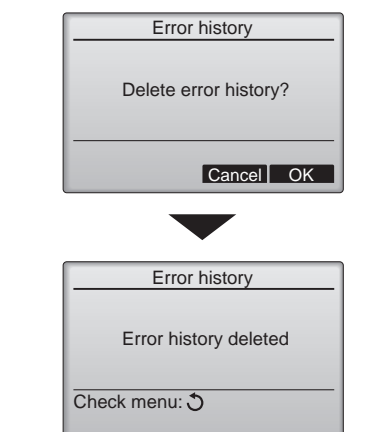 Error history
Delete error history?
Cancel OK
Error history
Error history deleted
Check menu: